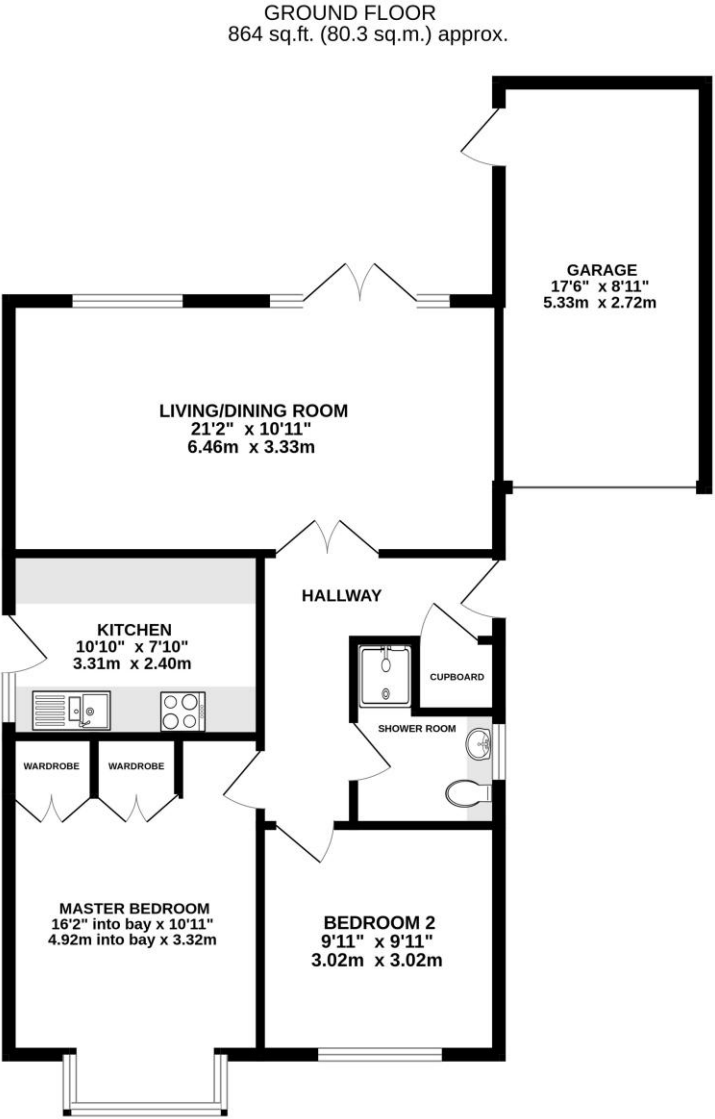 GROUND FLOOR
864 sq.ft. (80.3 sq.m.) approx.
GARAGE
17'6" x 8'11"
5.33m x 2.72m
LIVING/DINING ROOM
21'2" x 10'11"
6.46m x 3.33m
HALLWAY
KITCHEN
10'10" x 7'10"
3.31m x 2.40m
CUPBOARD
SHOWER ROOM
WARDROBE
WARDROBE
MASTER BEDROOM
16'2" into bay x 10'11"
4.92m into bay x 3.32m
BEDROOM 2
9'11" x 9'11"
3.02m x 3.02m